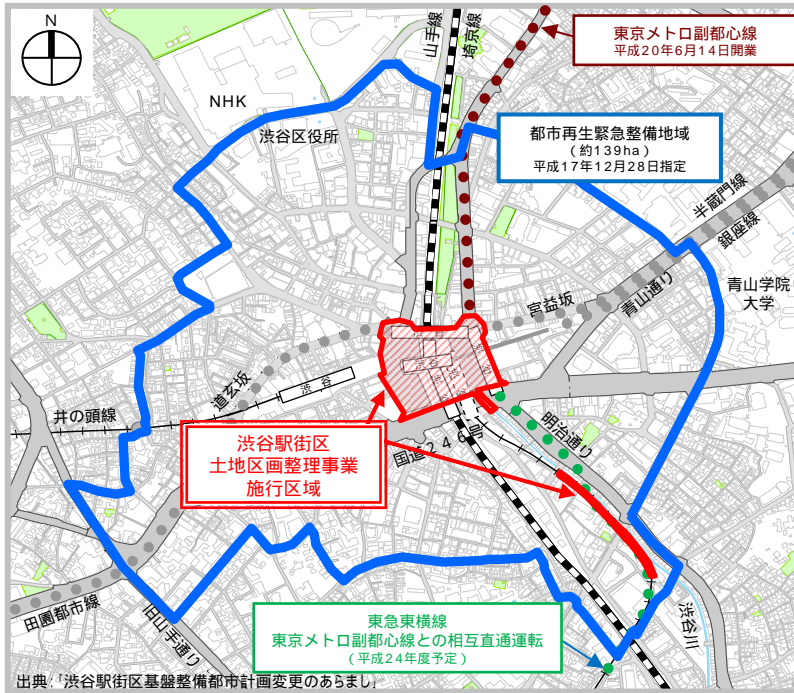 N
山手線
埼京線
東京メトロ副都心線
平成20年6月14日開業
NHK
渋谷区役所
都市再生緊急整備地域
(約139ha)
平成17年12月28日指定
半蔵門線
銀座線
青山学院
大学
宮益坂
青山通り
渋谷
道玄坂
渋谷
井の頭線
国道246号
明治通り
渋谷駅街区
土地区画整理事業
施行区域
田園都市線
旧山手通り
渋谷川
東急東横線
東京メトロ副都心線との相互直通運転
(平成24年度予定)
出典:「渋谷駅街区基盤整備都市計画変更のあらまし」